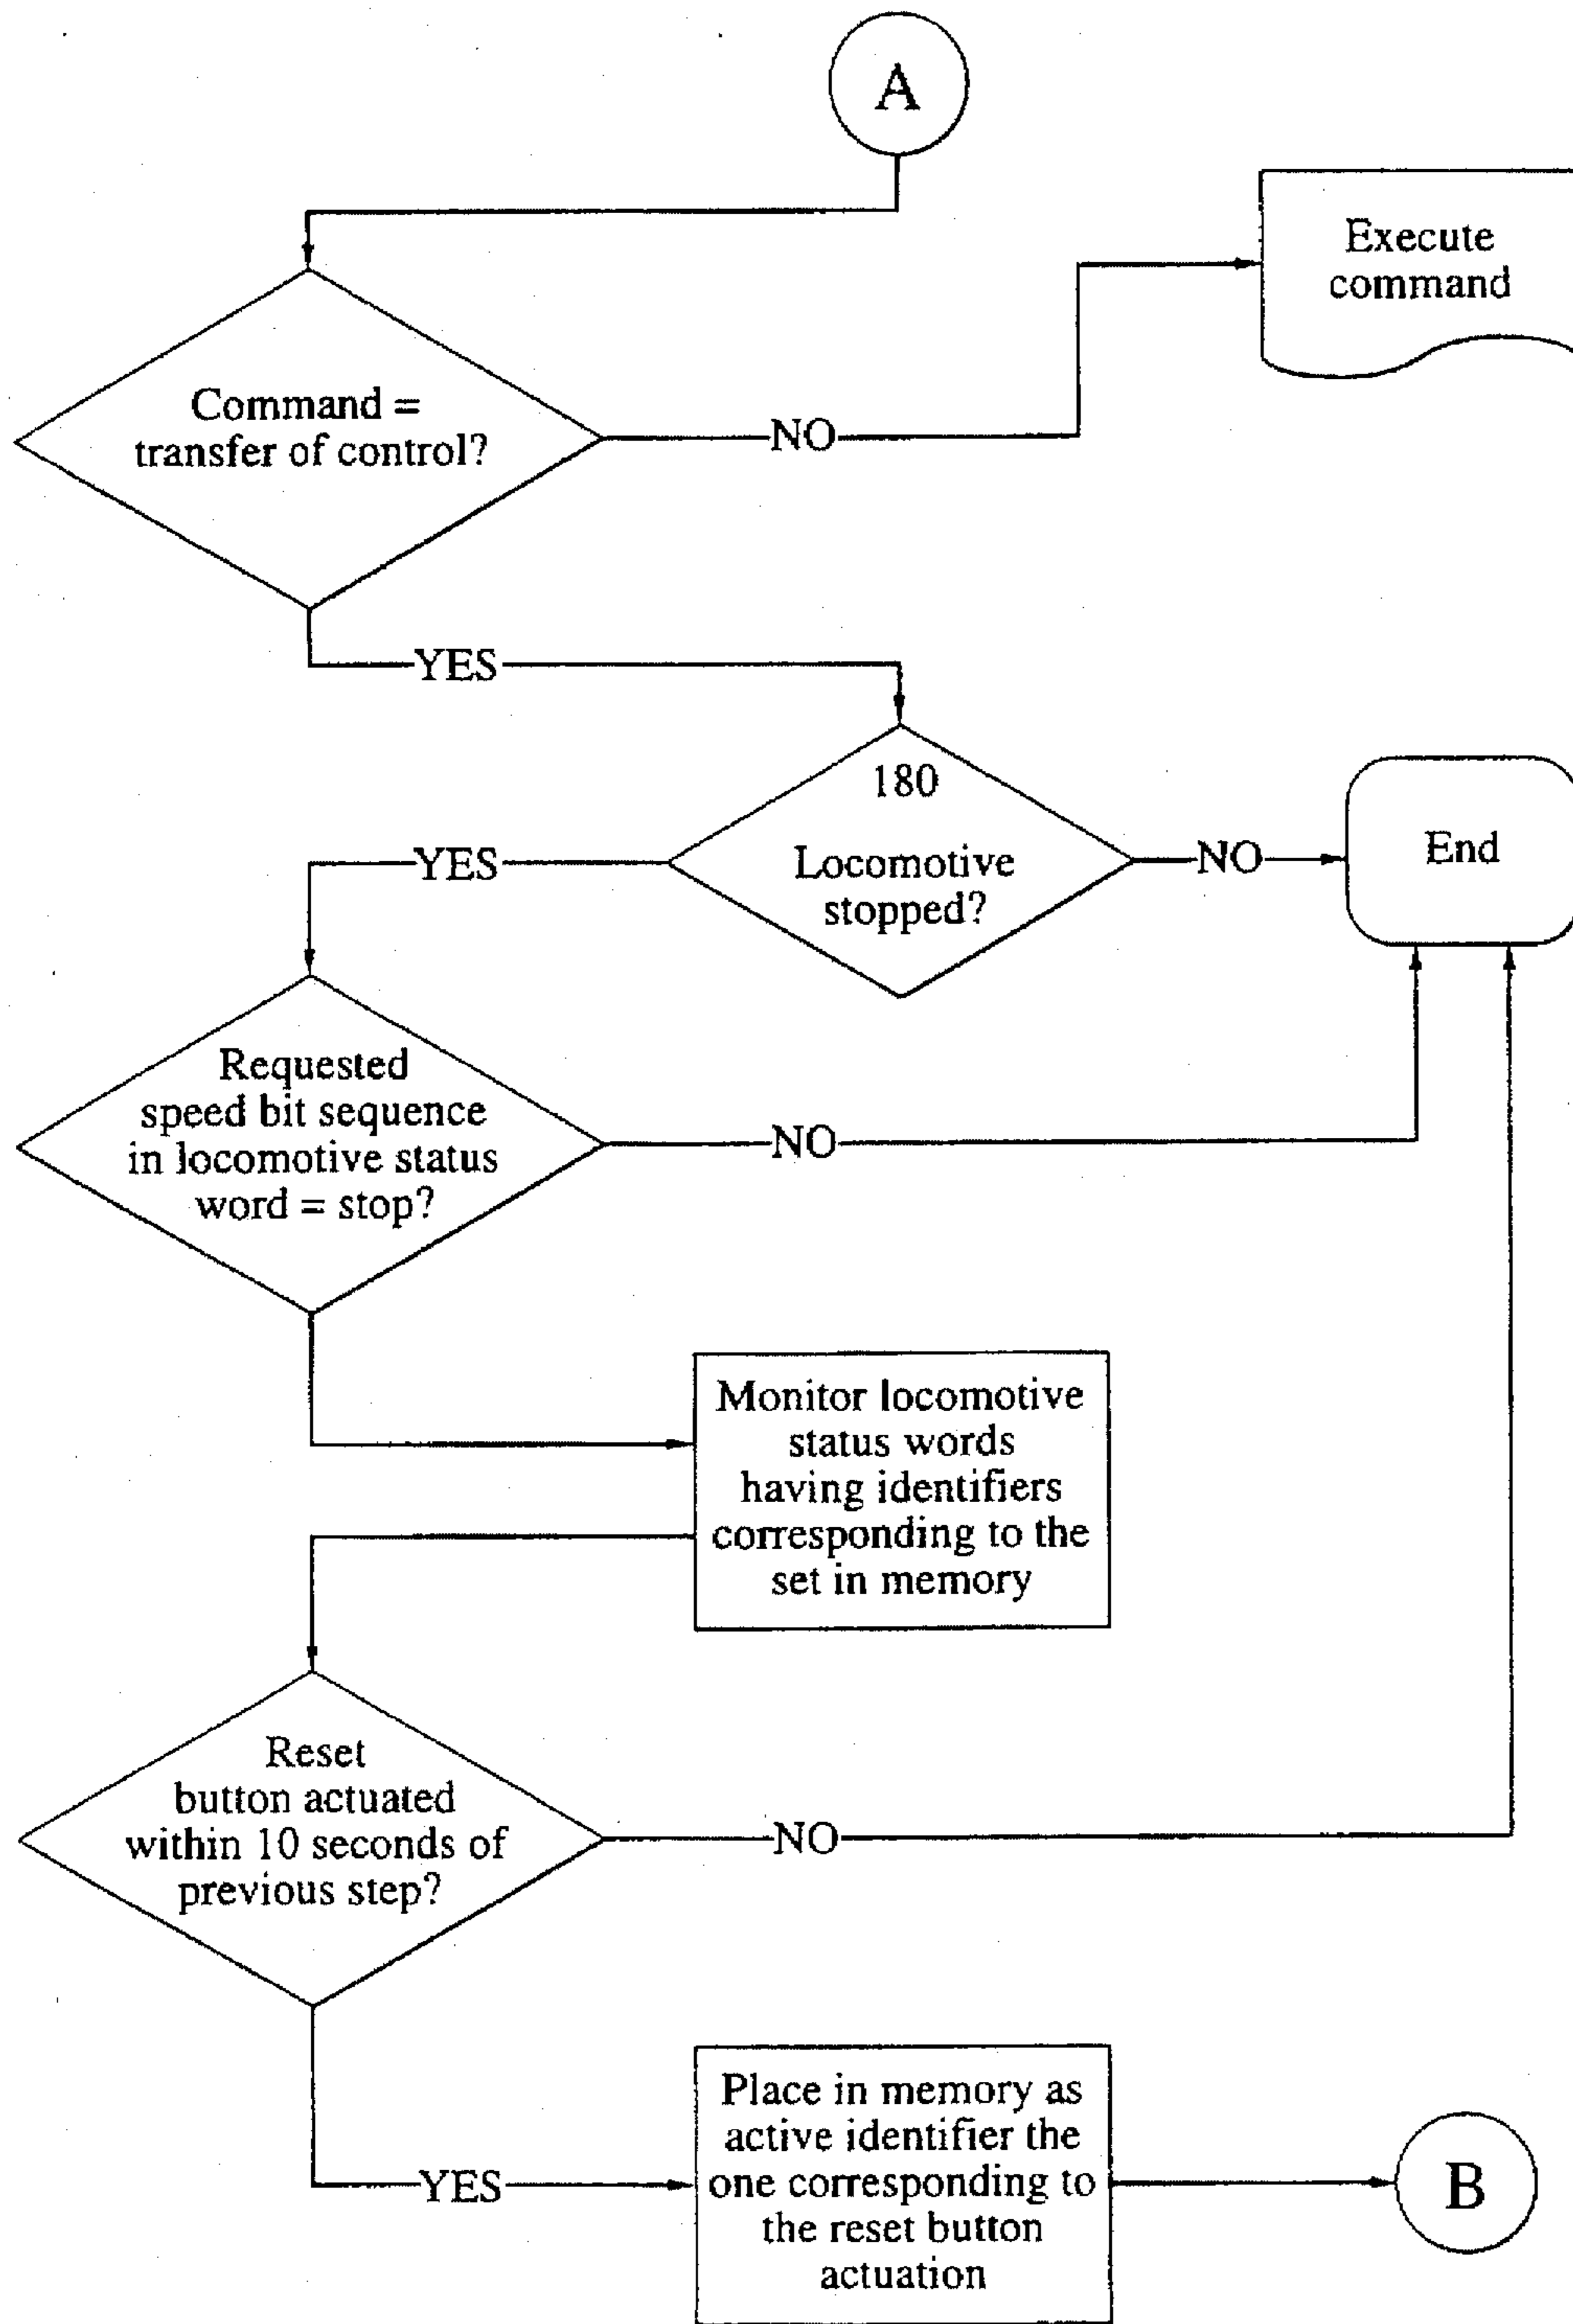 A
Execute
command
Command =
transfer of control?
NO
YES
180
Locomotive
stopped?
YES
NO
End
Requested
speed bit sequence
in locomotive status
word = stop?
NO
Monitor locomotive
status words
having identifiers
corresponding to the
set in memory
Reset
button actuated
within 10 seconds of
previous step?
NO
Place in memory as
active identifier the
one corresponding to
the reset button
actuation
YES
B